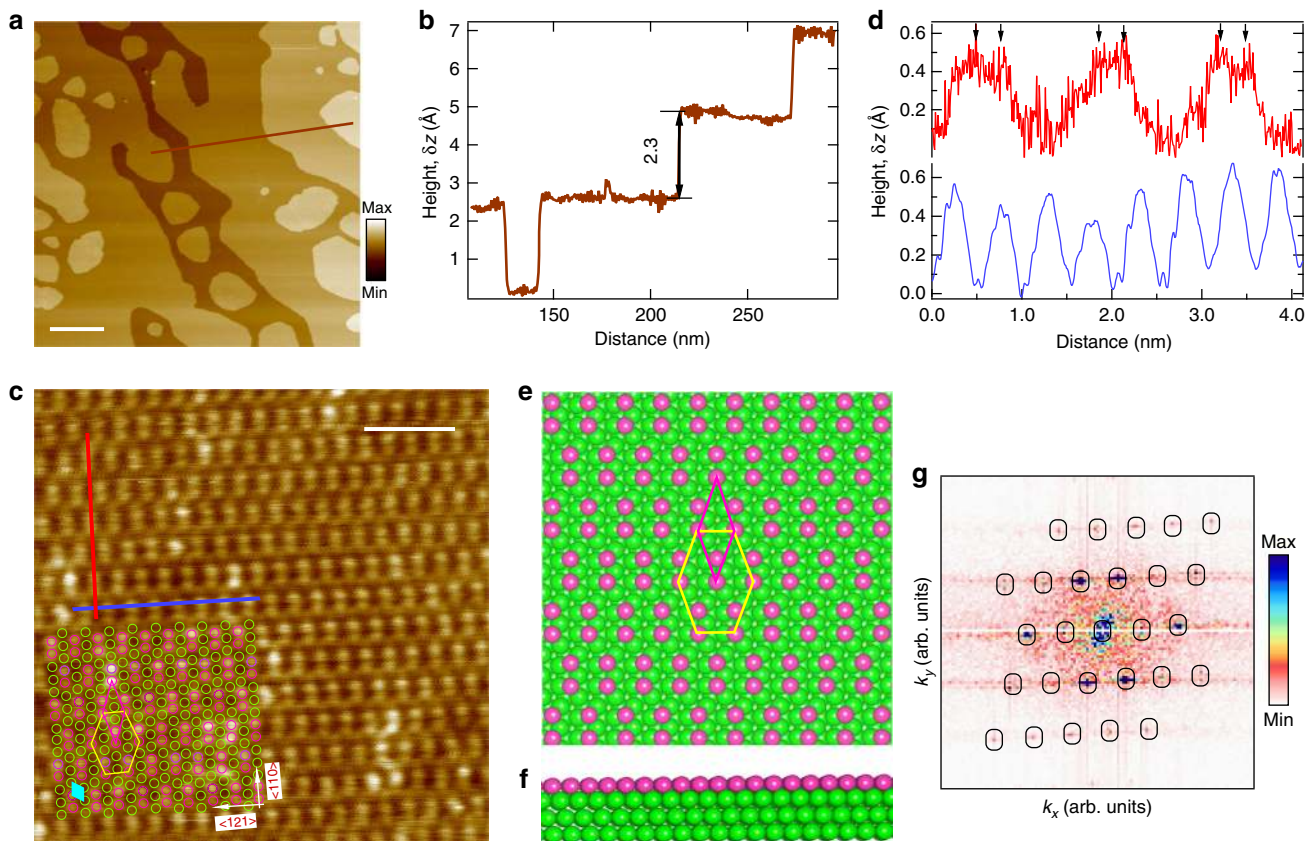 a
Max
Min
b
7
6
5
4
3
2
1
Height, δz (Å)
2.3
150
200
250
Distance (nm)
d
0.6
0.4
0.2
0.6
0.4
0.2
0.0
Height, δz (Å)
0.0
1.0
2.0
3.0
4.0
Distance (nm)
c
<110>
<121>
e
f
g
Max
Min
k_y (arb. units)
k_x (arb. units)